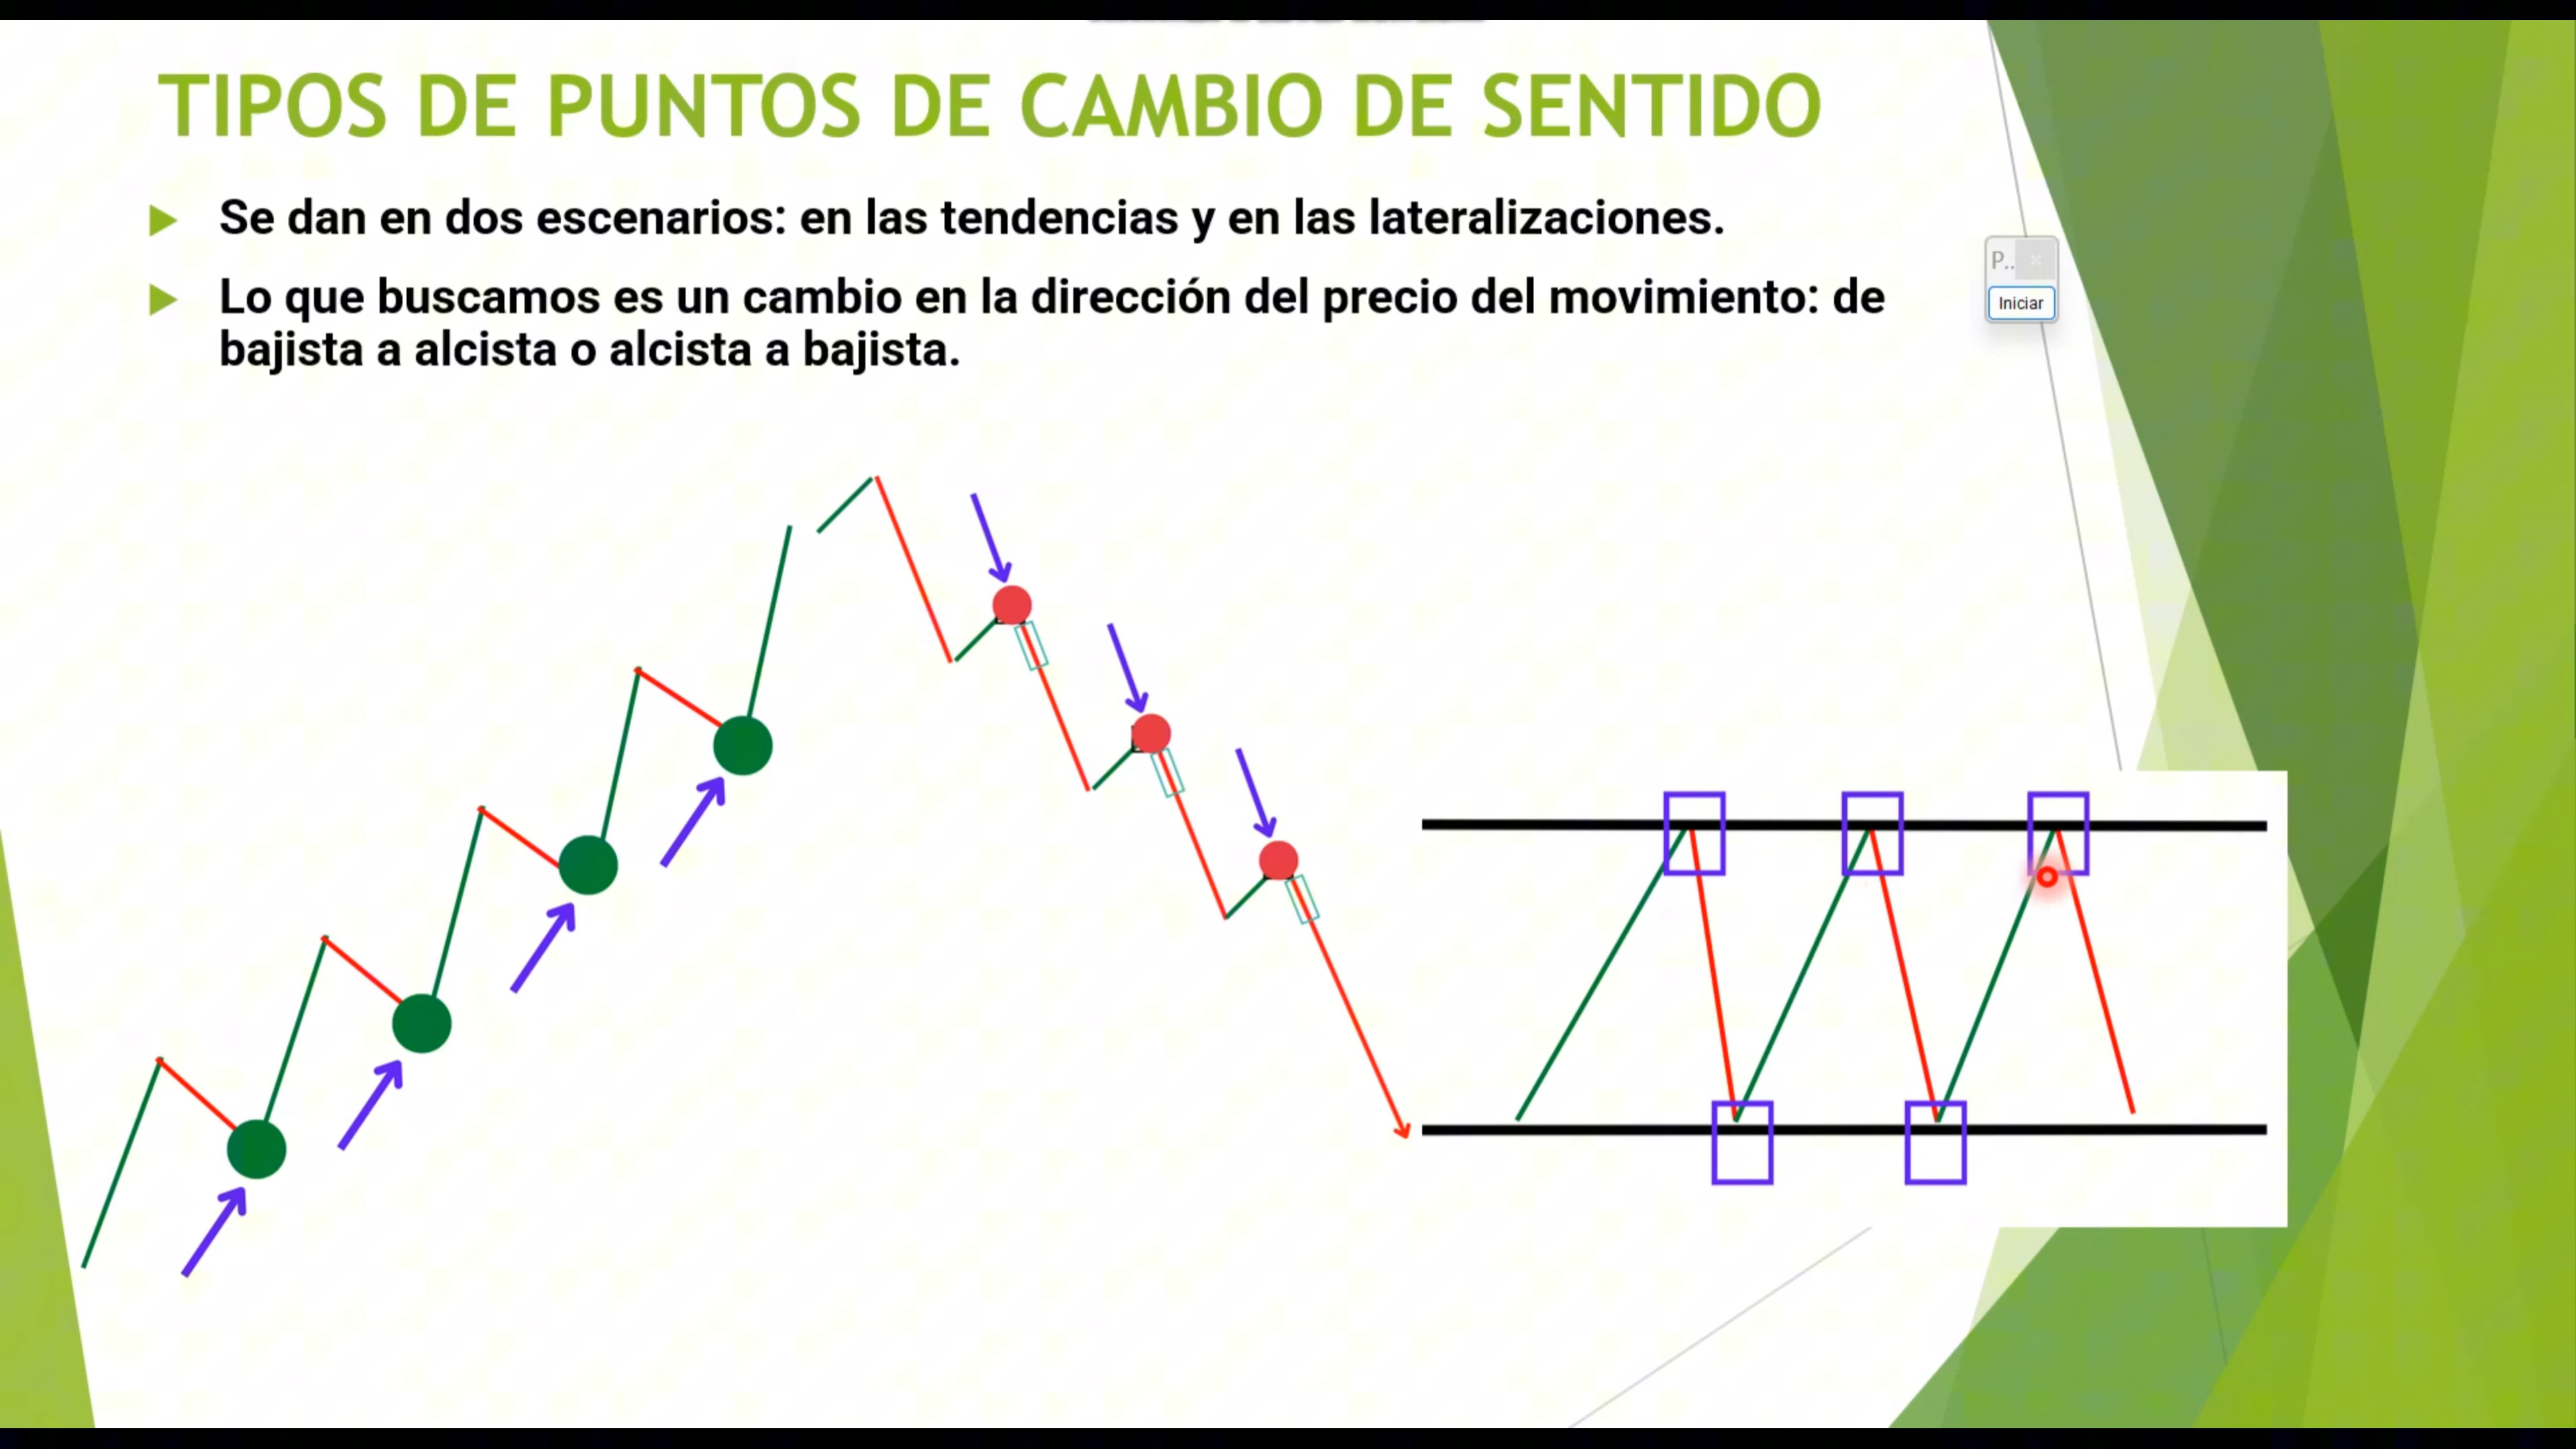 TIPOS DE PUNTOS DE CAMBIO DE SENTIDO
Se dan en dos escenarios: en las tendencias y en las lateralizaciones.
Lo que buscamos es un cambio en la dirección del precio del movimiento: de
bajista a alcista o alcista a bajista.
P..
Iniciar